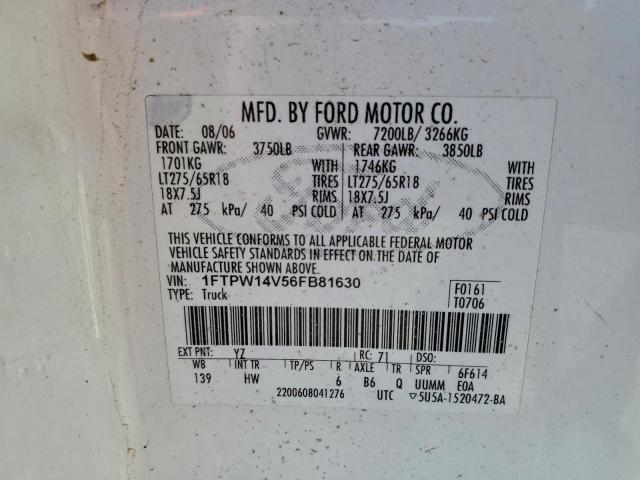 MFD. BY FORD MOTOR CO.
DATE: 08/06 GVWR: 7200LB/ 3266KG
FRONT GAWR: 3750LB REAR GAWR: 3850LB
1701KG WITH 1746KG WITH
LT275/65R18 TIRES LT275/65R18 TIRES
18X7.5J RIMS 18X7.5J RIMS
AT 275 kPa/ 40 PSI COLD AT 275 kPa/ 40 PSI COLD
THIS VEHICLE CONFORMS TO ALL APPLICABLE FEDERAL MOTOR
VEHICLE SAFETY STANDARDS IN EFFECT ON THE DATE OF
MANUFACTURE SHOWN ABOVE.
VIN: 1FTPW14V56FB81630 F0161
TYPE: Truck T0706
EXT PNT: YZ RC: 71 DSO:
WB INT TR TP/PS R AXLE TR SPR 6F614
139 HW 6 B6 Q UUMM E0A
2200608041276 UTC ▽5U5A-1520472-BA